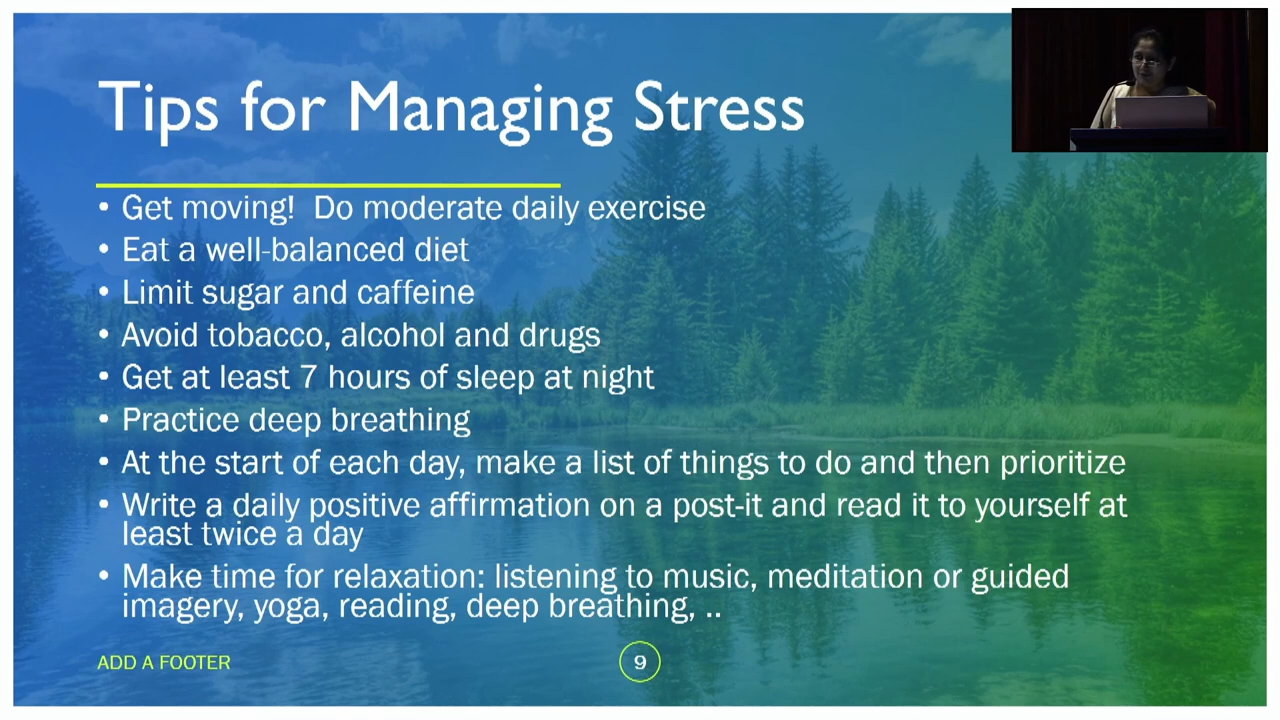 Tips for Managing Stress
• Get moving!  Do moderate daily exercise
• Eat a well-balanced diet
• Limit sugar and caffeine
• Avoid tobacco, alcohol and drugs
• Get at least 7 hours of sleep at night
• Practice deep breathing
• At the start of each day, make a list of things to do and then prioritize
• Write a daily positive affirmation on a post-it and read it to yourself at
least twice a day
• Make time for relaxation: listening to music, meditation or guided
imagery, yoga, reading, deep breathing, ..
ADD A FOOTER
9